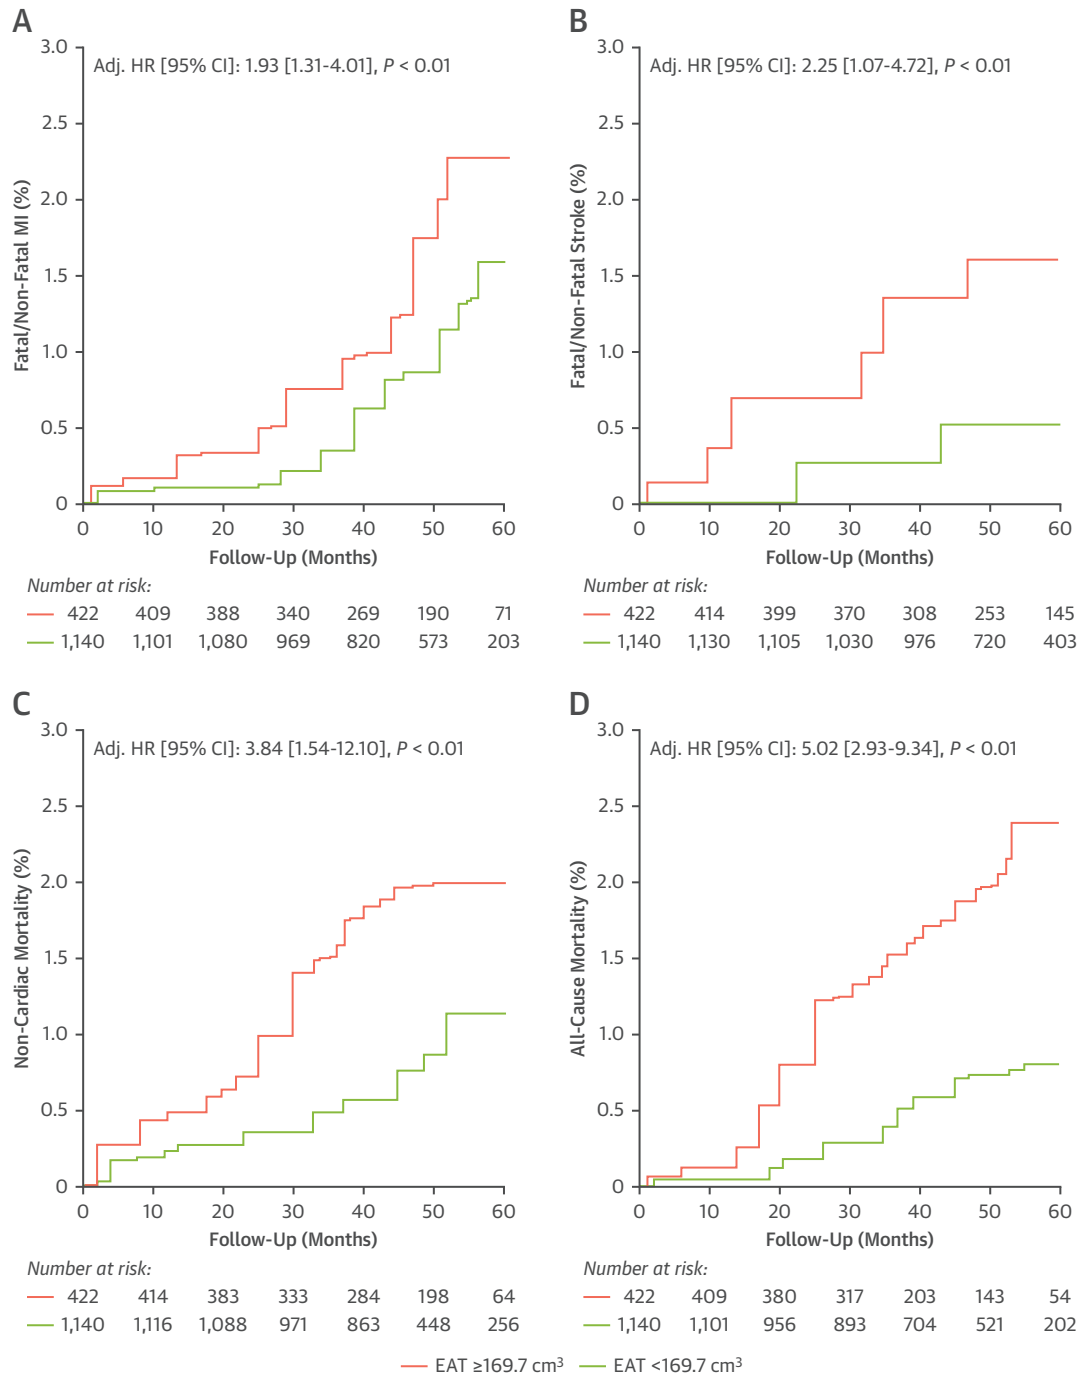 A
Adj. HR [95% CI]: 1.93 [1.31-4.01], P < 0.01
Fatal/Non-Fatal MI (%)
3.0
2.5
2.0
1.5
1.0
0.5
0
0 10 20 30 40 50 60
Follow-Up (Months)
Number at risk:
422 409 388 340 269 190 71
1,140 1,101 1,080 969 820 573 203
B
Adj. HR [95% CI]: 2.25 [1.07-4.72], P < 0.01
Fatal/Non-Fatal Stroke (%)
3.0
2.5
2.0
1.5
1.0
0.5
0
0 10 20 30 40 50 60
Follow-Up (Months)
Number at risk:
422 414 399 370 308 253 145
1,140 1,130 1,105 1,030 976 720 403
C
Adj. HR [95% CI]: 3.84 [1.54-12.10], P < 0.01
Non-Cardiac Mortality (%)
3.0
2.5
2.0
1.5
1.0
0.5
0
0 10 20 30 40 50 60
Follow-Up (Months)
Number at risk:
422 414 383 333 284 198 64
1,140 1,116 1,088 971 863 448 256
D
Adj. HR [95% CI]: 5.02 [2.93-9.34], P < 0.01
All-Cause Mortality (%)
3.0
2.5
2.0
1.5
1.0
0.5
0
0 10 20 30 40 50 60
Follow-Up (Months)
Number at risk:
422 409 380 317 203 143 54
1,140 1,101 956 893 704 521 202
EAT ≥169.7 cm³ EAT <169.7 cm³